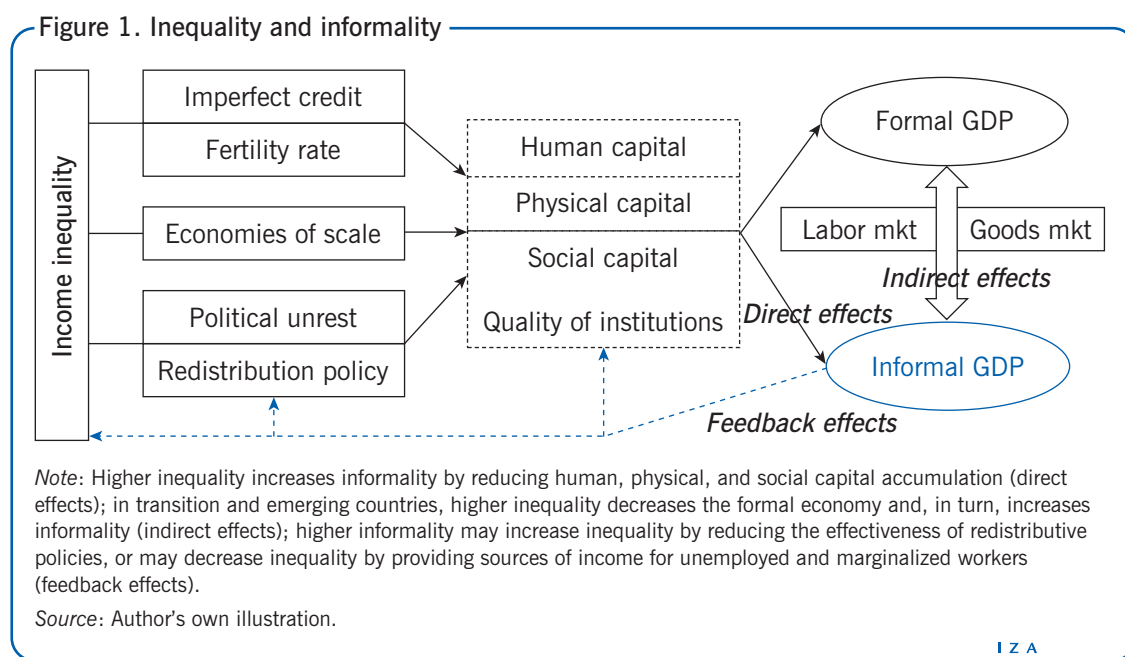 Figure 1. Inequality and informality
Income inequality
Imperfect credit
Fertility rate
Economies of scale
Political unrest
Redistribution policy
Human capital
Physical capital
Social capital
Quality of institutions
Formal GDP
Labor mkt
Goods mkt
Indirect effects
Direct effects
Informal GDP
Feedback effects
Note: Higher inequality increases informality by reducing human, physical, and social capital accumulation (direct
effects); in transition and emerging countries, higher inequality decreases the formal economy and, in turn, increases
informality (indirect effects); higher informality may increase inequality by reducing the effectiveness of redistributive
policies, or may decrease inequality by providing sources of income for unemployed and marginalized workers
(feedback effects).
Source: Author's own illustration.
I Z A